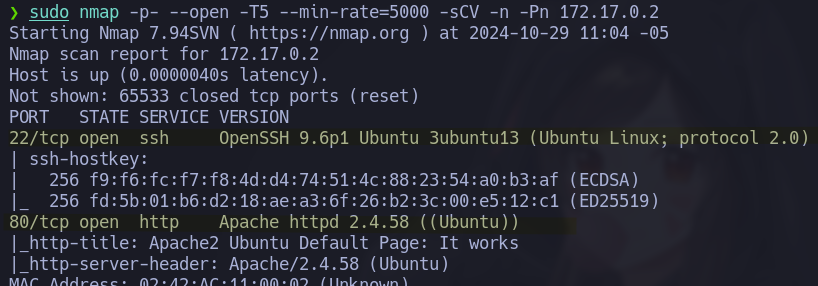 ❯ sudo nmap -p- --open -T5 --min-rate=5000 -sCV -n -Pn 172.17.0.2
Starting Nmap 7.94SVN ( https://nmap.org ) at 2024-10-29 11:04 -05
Nmap scan report for 172.17.0.2
Host is up (0.0000040s latency).
Not shown: 65533 closed tcp ports (reset)
PORT   STATE SERVICE VERSION
22/tcp open  ssh     OpenSSH 9.6p1 Ubuntu 3ubuntu13 (Ubuntu Linux; protocol 2.0)
| ssh-hostkey:
|   256 f9:f6:fc:f7:f8:4d:d4:74:51:4c:88:23:54:a0:b3:af (ECDSA)
|_  256 fd:5b:01:b6:d2:18:ae:a3:6f:26:b2:3c:00:e5:12:c1 (ED25519)
80/tcp open  http    Apache httpd 2.4.58 ((Ubuntu))
|_http-title: Apache2 Ubuntu Default Page: It works
|_http-server-header: Apache/2.4.58 (Ubuntu)
MAC Address: 02:42:AC:11:00:02 (Unknown)